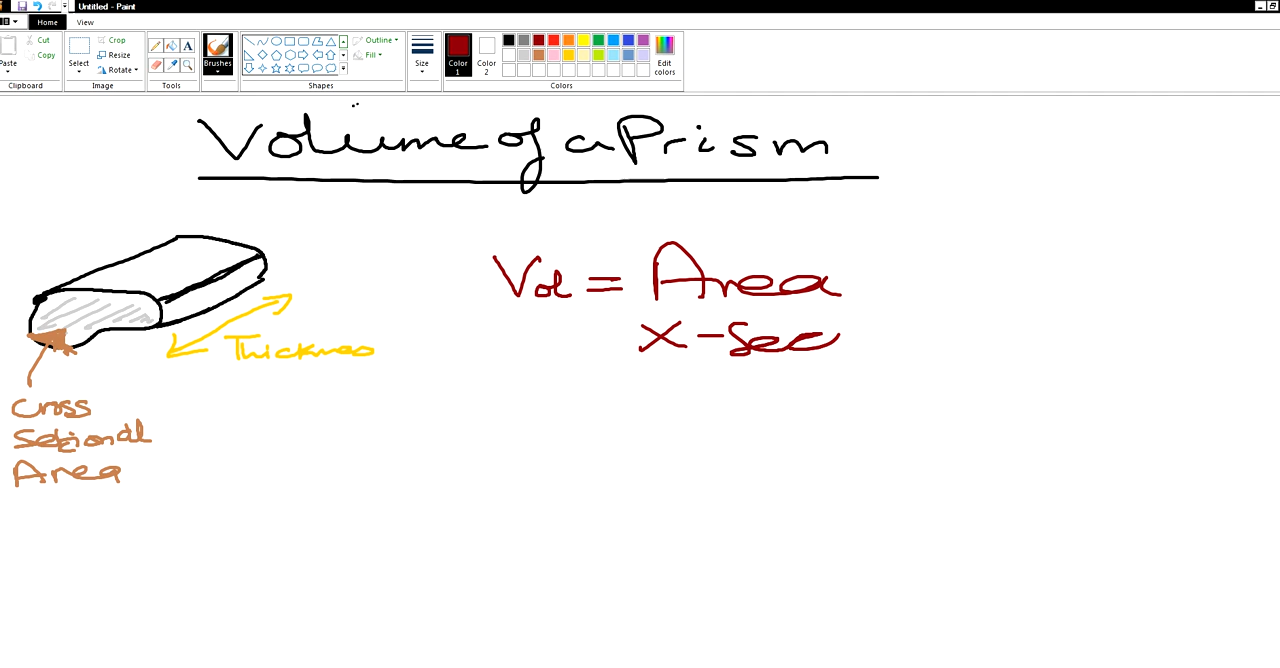 Untitled - Paint
Home View
Paste
Cut
Copy
Clipboard
Select
Crop
Resize
Rotate
Image
A
Tools
Brushes
Outline
Fill
Shapes
Size
Color 1
Color 2
Edit colors
Colors
Volume of a Prism
Vol = Area
X-Sec
Thickness
Cross
Sectional
Area